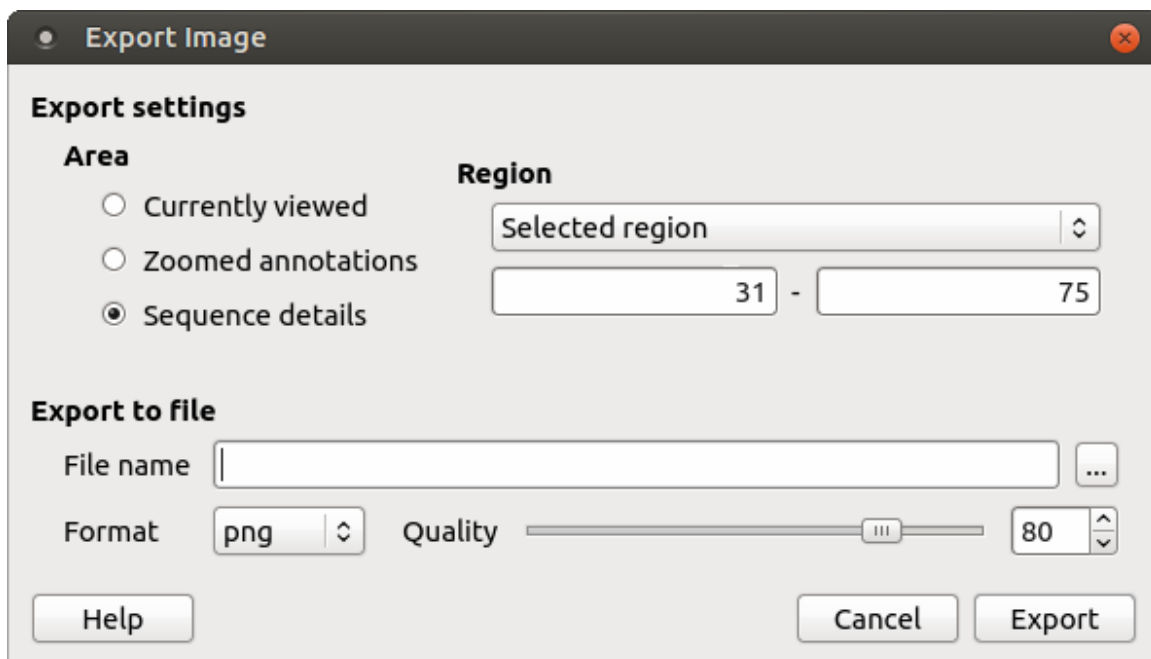 Export Image
Export settings
Area
Currently viewed
Zoomed annotations
Sequence details
Region
Selected region
31 - 75
Export to file
File name ...
Format png Quality 80
Help Cancel Export